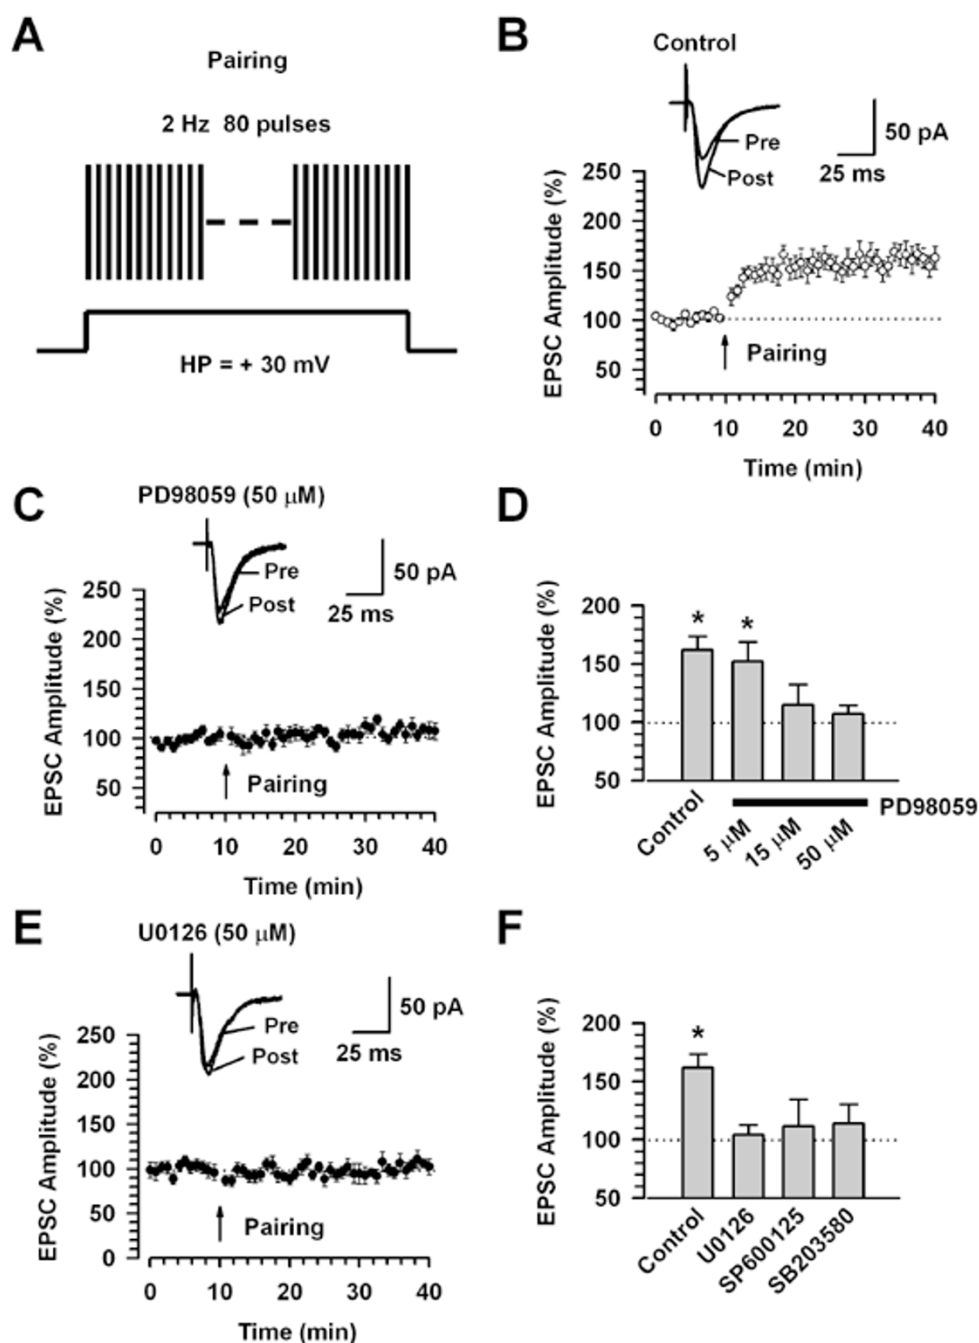 A
Pairing
2 Hz 80 pulses
HP = + 30 mV
B
Control
Pre
Post
50 pA
25 ms
EPSC Amplitude (%)
250
200
150
100
50
Pairing
0 10 20 30 40
Time (min)
C
PD98059 (50 μM)
Pre
Post
50 pA
25 ms
EPSC Amplitude (%)
250
200
150
100
50
Pairing
0 10 20 30 40
Time (min)
D
EPSC Amplitude (%)
200
150
100
50
* *
Control
5 μM
15 μM
50 μM
PD98059
E
U0126 (50 μM)
Pre
Post
50 pA
25 ms
EPSC Amplitude (%)
250
200
150
100
50
0
Pairing
0 10 20 30 40
Time (min)
F
EPSC Amplitude (%)
200
150
100
50
*
Control
U0126
SP600125
SB203580